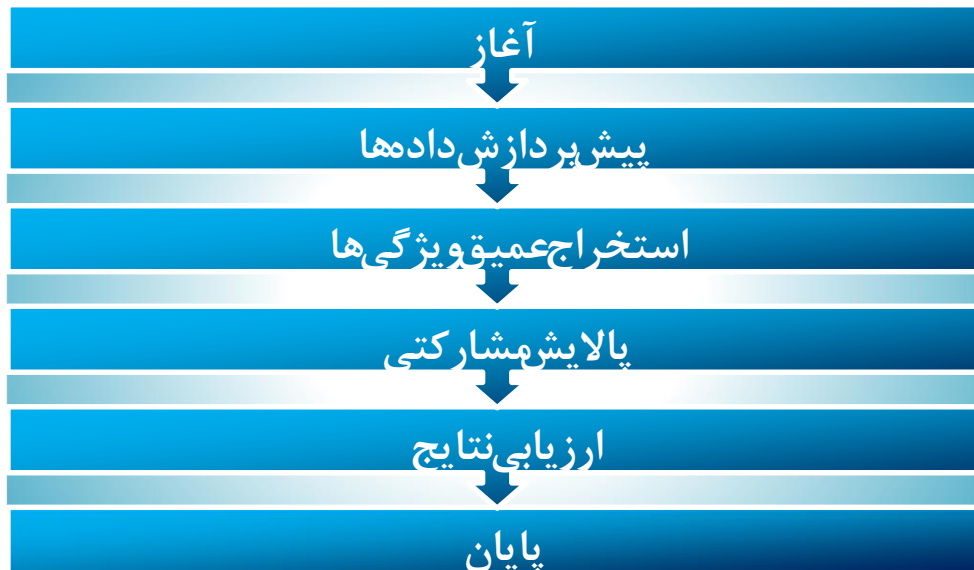 آغاز
پیش‌پردازش داده‌ها
استخراج عمیق ویژگی‌ها
پالایش مشارکتی
ارزیابی نتایج
پایان